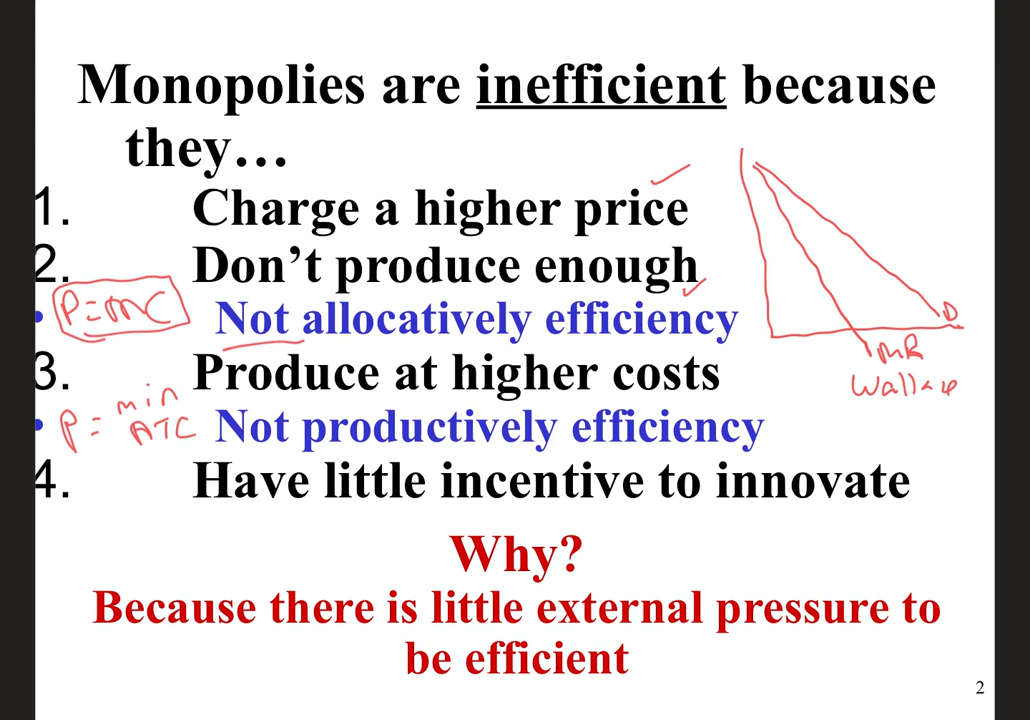 Monopolies are inefficient because
they…
1. Charge a higher price
2. Don’t produce enough
P=MC
• Not allocatively efficiency
D
MR
3. Produce at higher costs
P = min ATC
• Not productively efficiency
4. Have little incentive to innovate
Why?
Because there is little external pressure to
be efficient
2